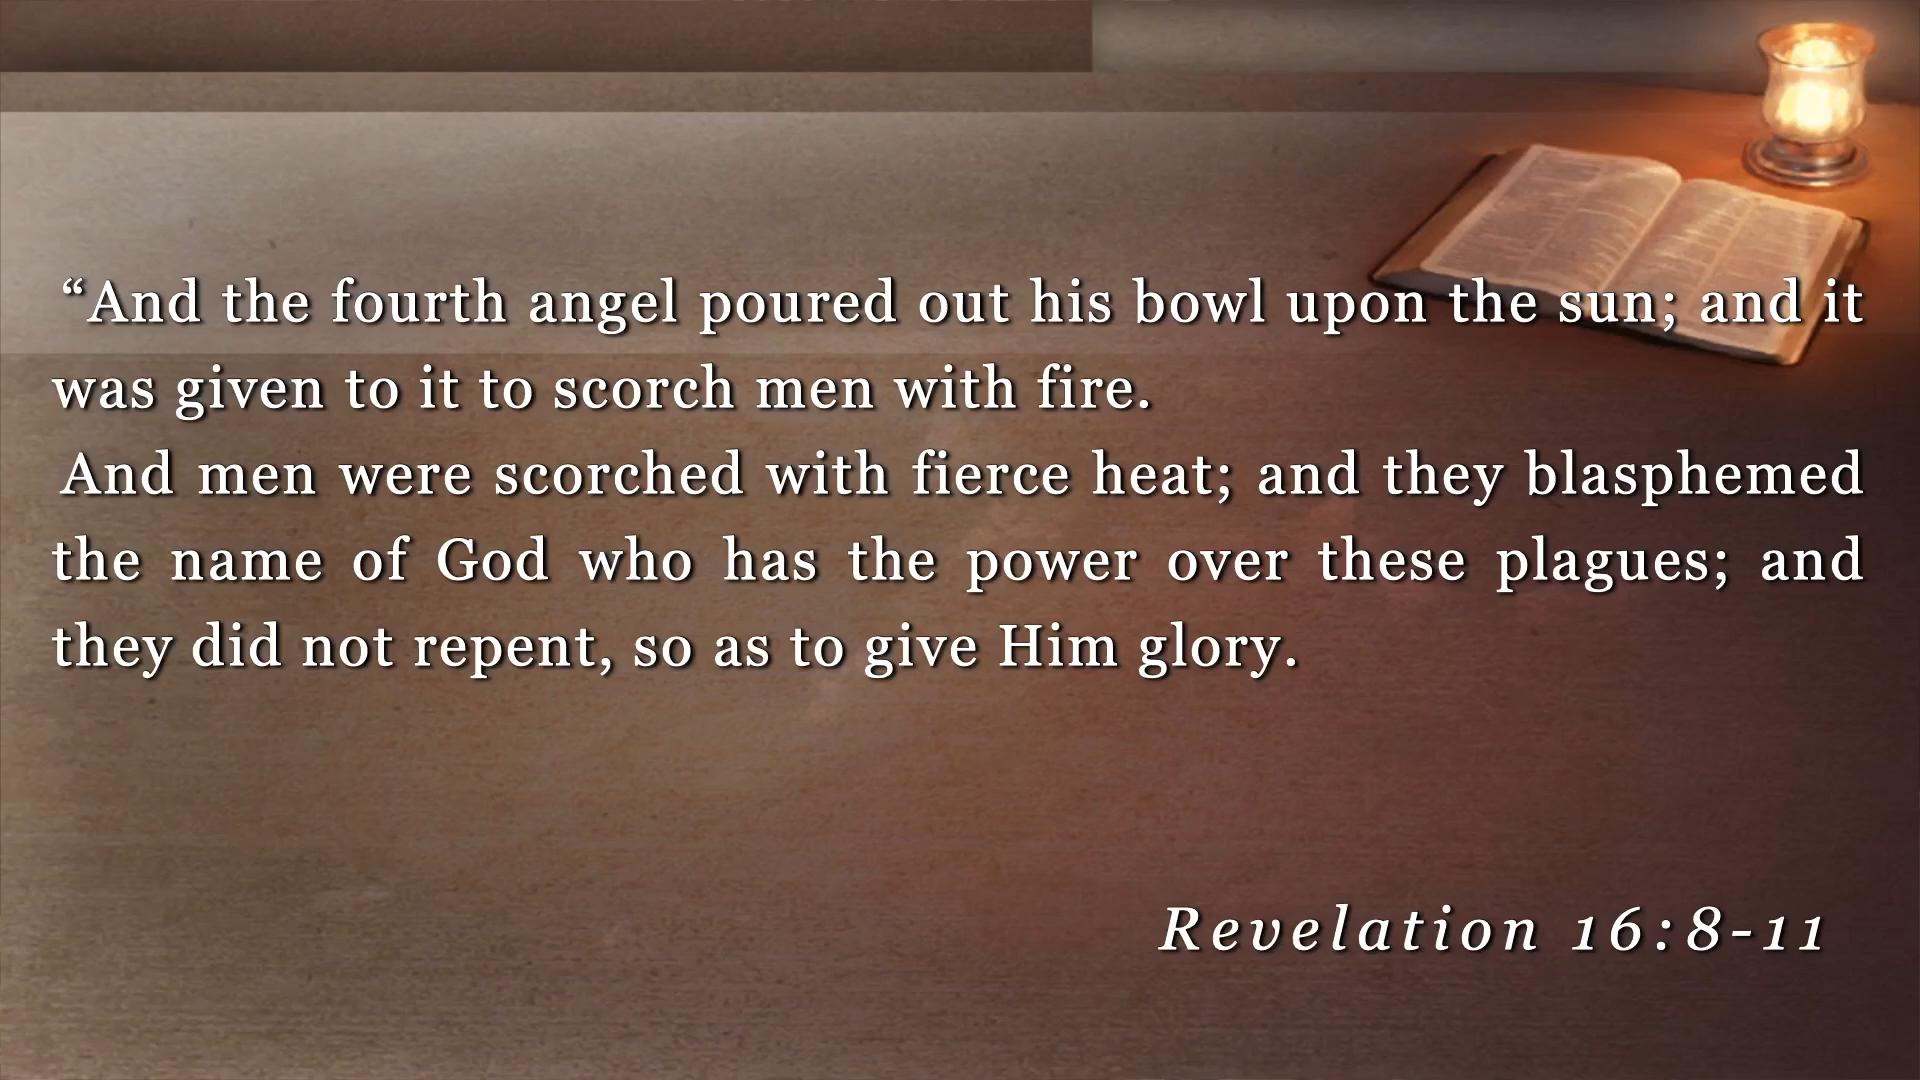 “And the fourth angel poured out his bowl upon the sun; and it
was given to it to scorch men with fire.
And men were scorched with fierce heat; and they blasphemed
the name of God who has the power over these plagues; and
they did not repent, so as to give Him glory.
Revelation 16:8-11